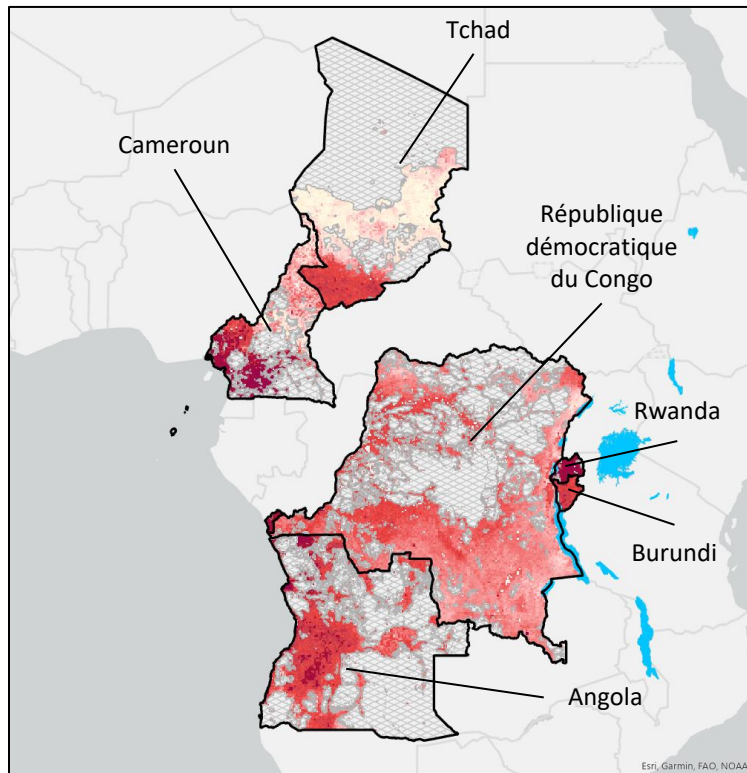 Tchad
Cameroun
République
démocratique
du Congo
Rwanda
Burundi
Angola
Esri, Garmin, FAO, NOAA